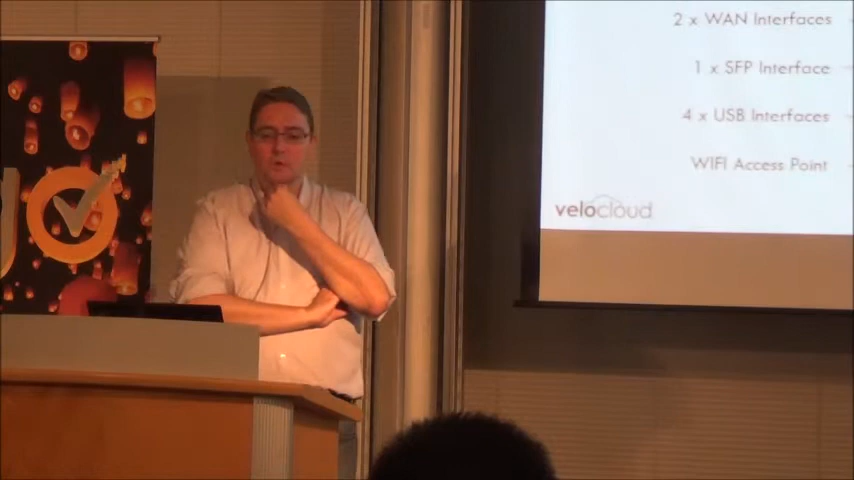 2 x WAN Interfaces
1 x SFP Interface
4 x USB Interfaces
WIFI Access Point
velocloud